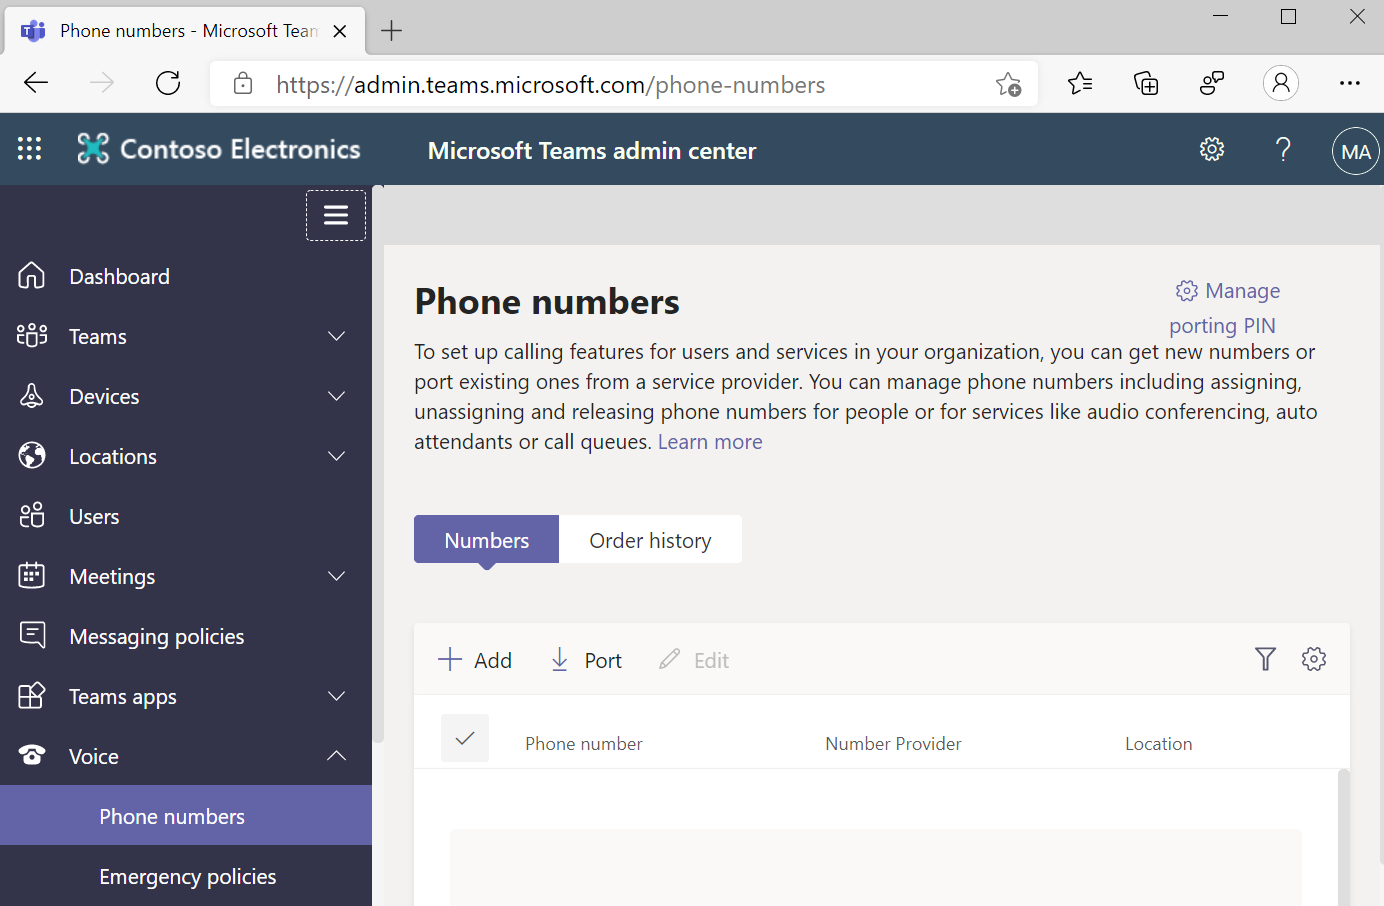 Phone numbers - Microsoft Team
https://admin.teams.microsoft.com/phone-numbers
Contoso Electronics
Microsoft Teams admin center
?
MA
Dashboard
Teams
Devices
Locations
Users
Meetings
Messaging policies
Teams apps
Voice
Phone numbers
Emergency policies
Phone numbers
Manage
porting PIN
To set up calling features for users and services in your organization, you can get new numbers or
port existing ones from a service provider. You can manage phone numbers including assigning,
unassigning and releasing phone numbers for people or for services like audio conferencing, auto
attendants or call queues. Learn more
Numbers
Order history
Add
Port
Edit
Phone number
Number Provider
Location